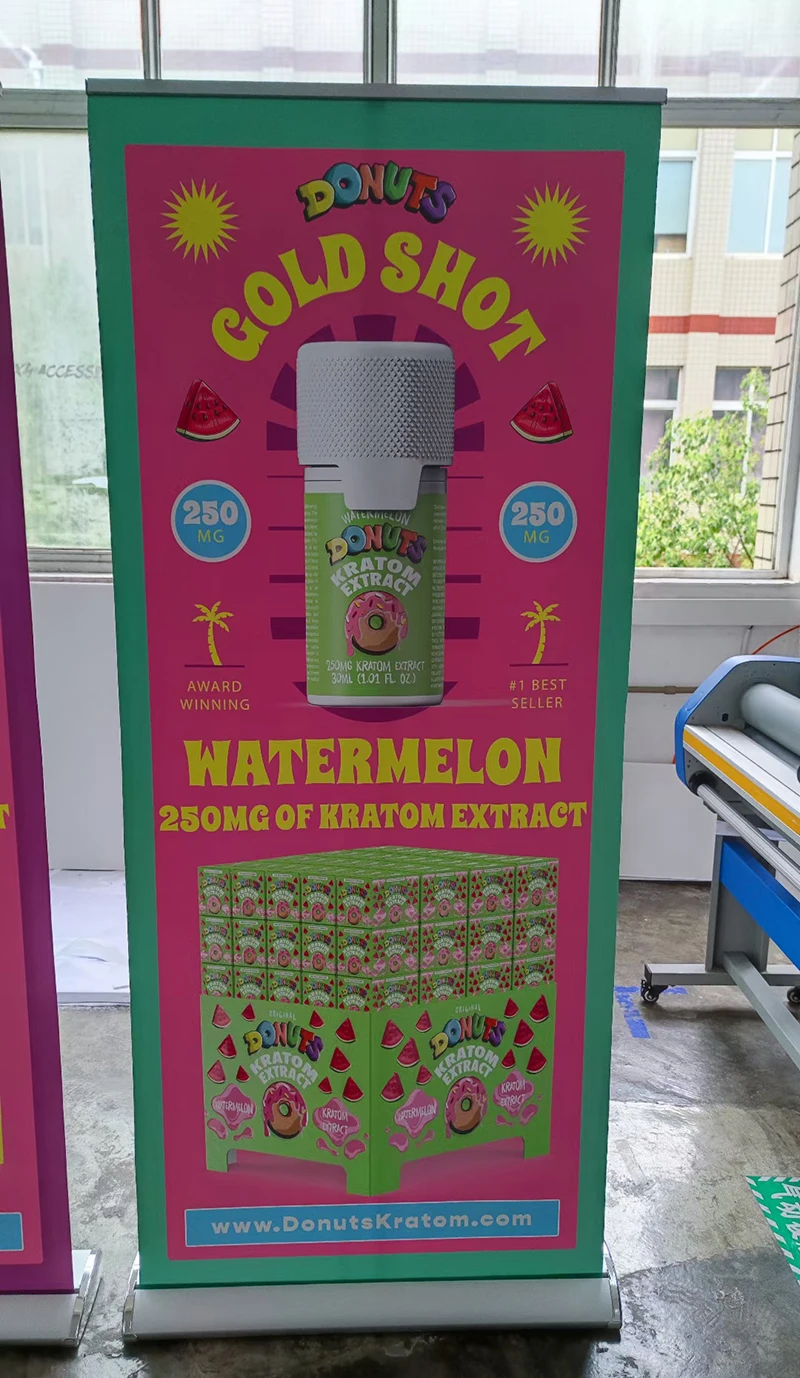 DONUTS
GOLD SHOT
WATERMELON
DONUTS
KRATOM
EXTRACT
250MG KRATOM EXTRACT
30ML (1.01 FL OZ.)
250
MG
250
MG
AWARD
WINNING
#1 BEST
SELLER
WATERMELON
250MG OF KRATOM EXTRACT
ORIGINAL
DONUTS
KRATOM
EXTRACT
WATERMELON
KRATOM
EXTRACT
ORIGINAL
DONUTS
KRATOM
EXTRACT
WATERMELON
KRATOM
EXTRACT
www.DonutsKratom.com